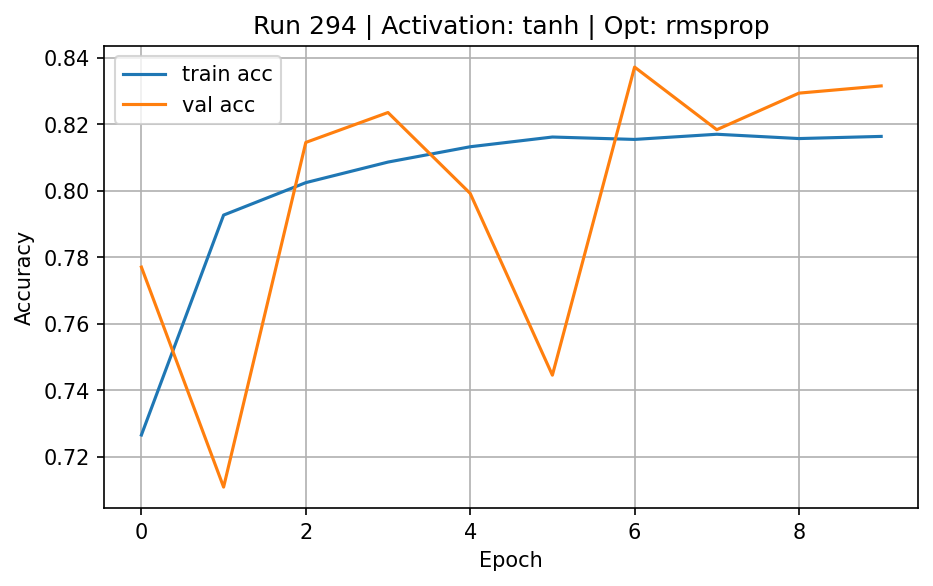 Run 294 | Activation: tanh | Opt: rmsprop
train acc
val acc
0.84
0.82
0.80
0.78
0.76
0.74
0.72
Accuracy
0 2 4 6 8
Epoch